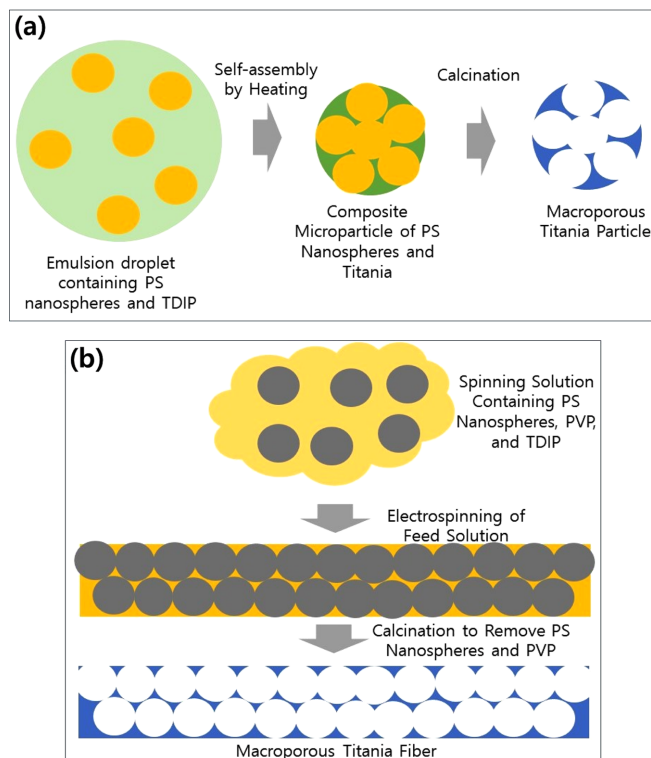 (a)
Self-assembly
by Heating
Calcination
Emulsion droplet
containing PS
nanospheres and TDIP
Composite
Microparticle of PS
Nanospheres and
Titania
Macroporous
Titania Particle
(b)
Spinning Solution
Containing PS
Nanospheres, PVP,
and TDIP
Electrospinning of
Feed Solution
Calcination to Remove PS
Nanospheres and PVP
Macroporous Titania Fiber